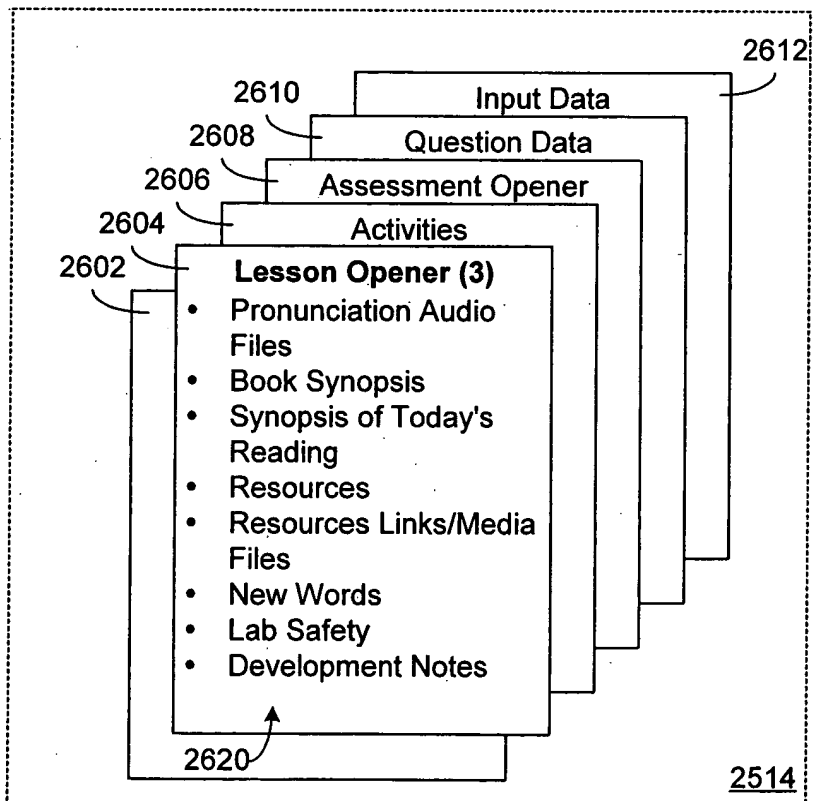 2612
Input Data
2610
Question Data
2608
Assessment Opener
2606
Activities
2604
Lesson Opener (3)
2602
• Pronunciation Audio
Files
• Book Synopsis
• Synopsis of Today's
Reading
• Resources
• Resources Links/Media
Files
• New Words
• Lab Safety
• Development Notes
2620
2514